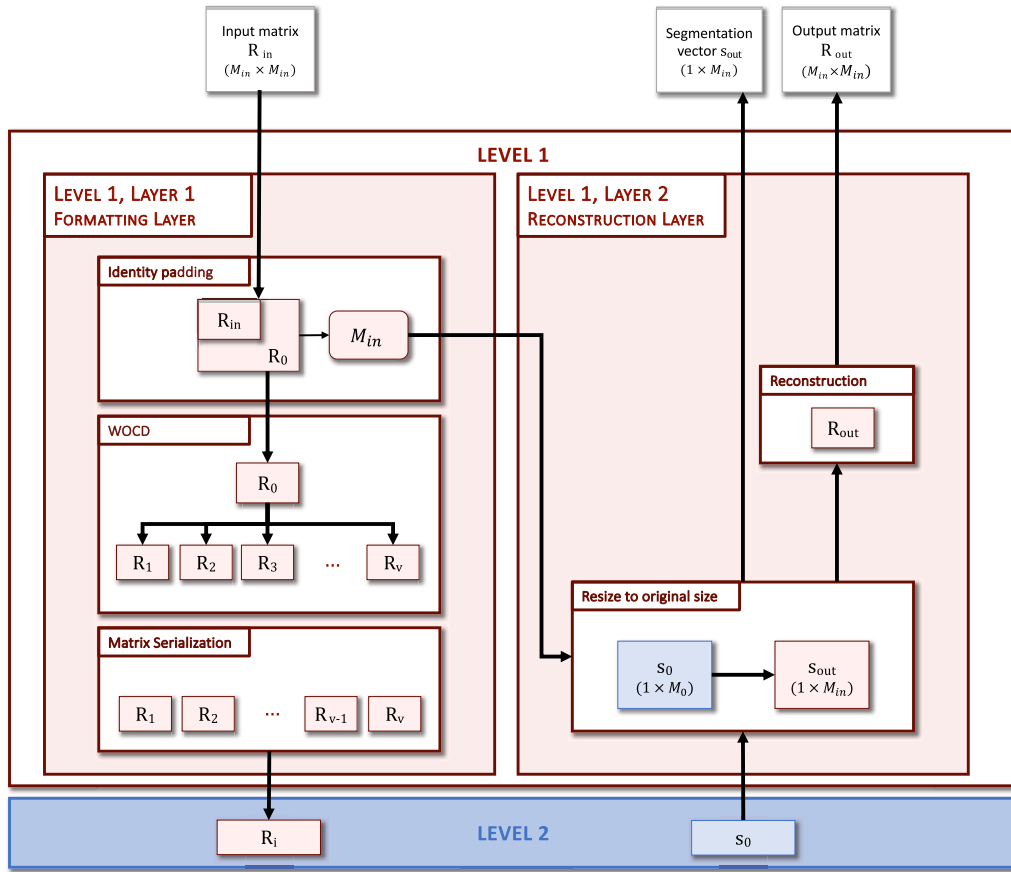 Input matrix
R in
(M_in × M_in)
Segmentation
vector s_out
(1 × M_in)
Output matrix
R out
(M_in×M_in)
LEVEL 1
LEVEL 1, LAYER 1
FORMATTING LAYER
Identity padding
R_in
R_0
M_in
WOCD
R_0
R_1
R_2
R_3
...
R_v
Matrix Serialization
R_1
R_2
...
R_v-1
R_v
LEVEL 1, LAYER 2
RECONSTRUCTION LAYER
Reconstruction
R_out
Resize to original size
s_0
(1 × M_0)
s_out
(1 × M_in)
LEVEL 2
R_i
s_0